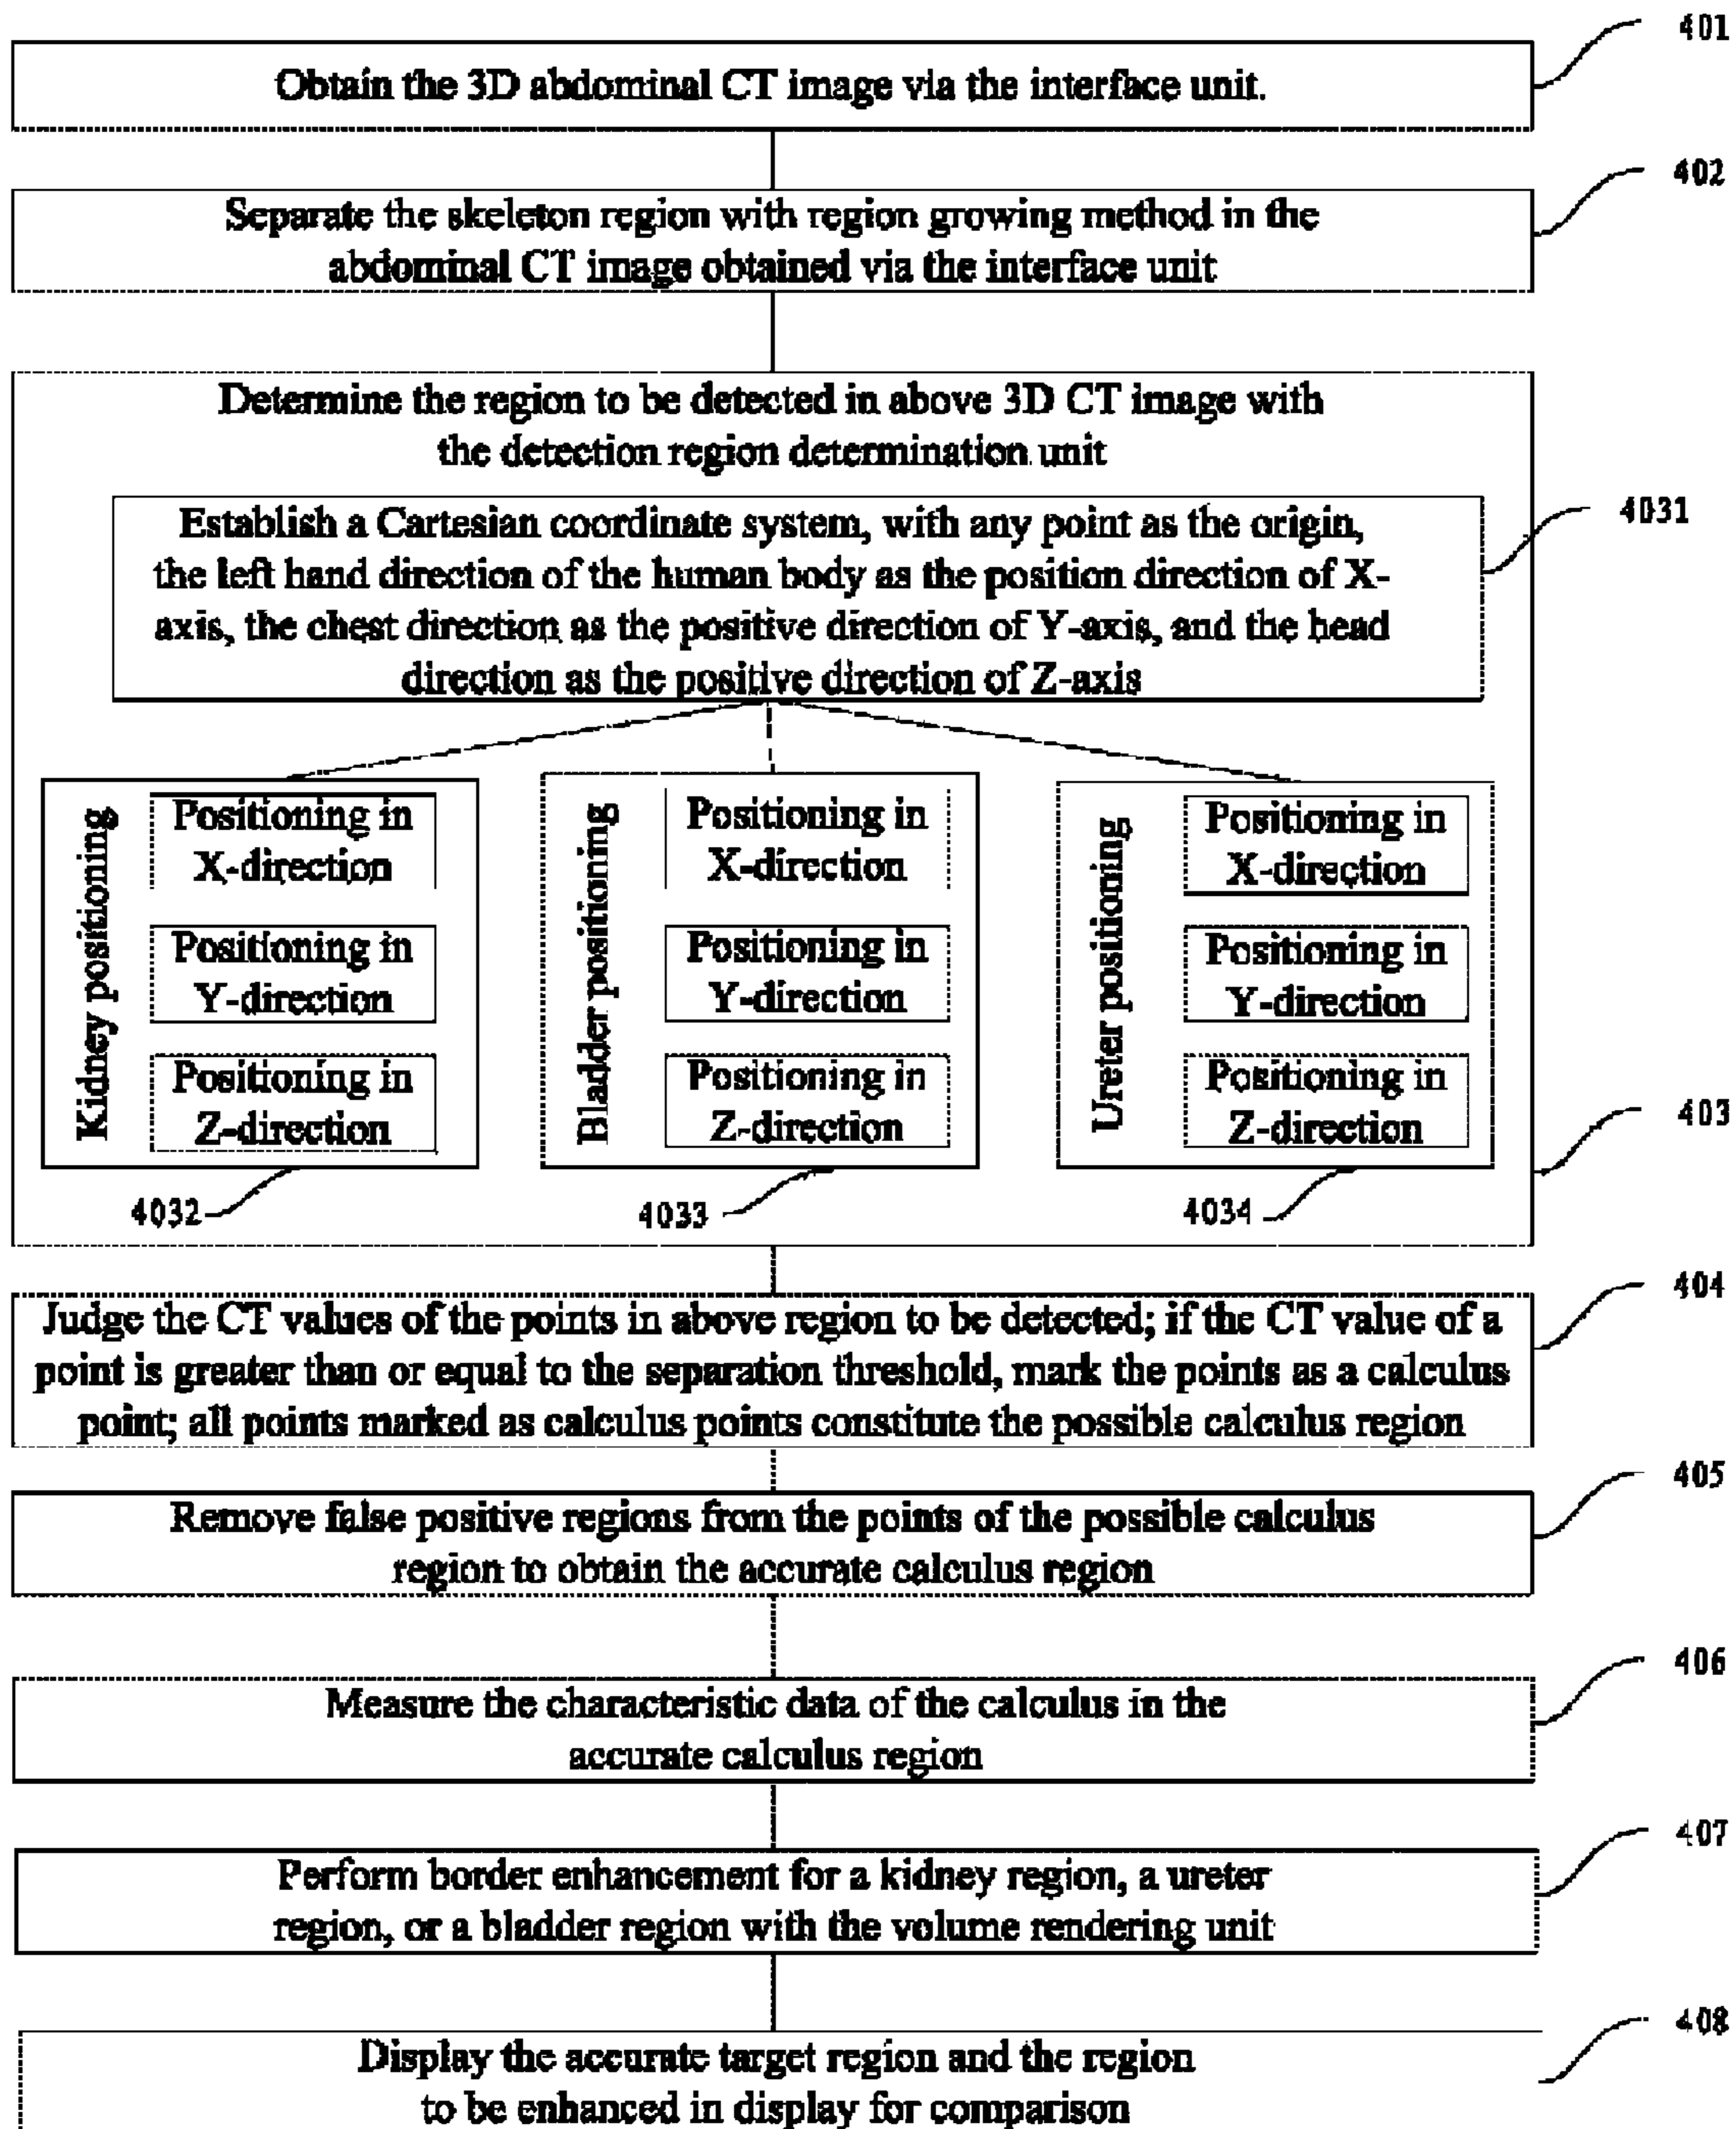 401
Obtain the 3D abdominal CT image via the interface unit.
402
Separate the skeleton region with region growing method in the
abdominal CT image obtained via the interface unit
Determine the region to be detected in above 3D CT image with
the detection region determination unit
4031
Establish a Cartesian coordinate system, with any point as the origin,
the left hand direction of the human body as the position direction of X-
axis, the chest direction as the positive direction of Y-axis, and the head
direction as the positive direction of Z-axis
Kidney positioning
Positioning in
X-direction
Positioning in
Y-direction
Positioning in
Z-direction
4032
Bladder positioning
Positioning in
X-direction
Positioning in
Y-direction
Positioning in
Z-direction
4033
Ureter positioning
Positioning in
X-direction
Positioning in
Y-direction
Positioning in
Z-direction
4034
403
404
Judge the CT values of the points in above region to be detected; if the CT value of a
point is greater than or equal to the separation threshold, mark the points as a calculus
point; all points marked as calculus points constitute the possible calculus region
405
Remove false positive regions from the points of the possible calculus
region to obtain the accurate calculus region
406
Measure the characteristic data of the calculus in the
accurate calculus region
407
Perform border enhancement for a kidney region, a ureter
region, or a bladder region with the volume rendering unit
408
Display the accurate target region and the region
to be enhanced in display for comparison